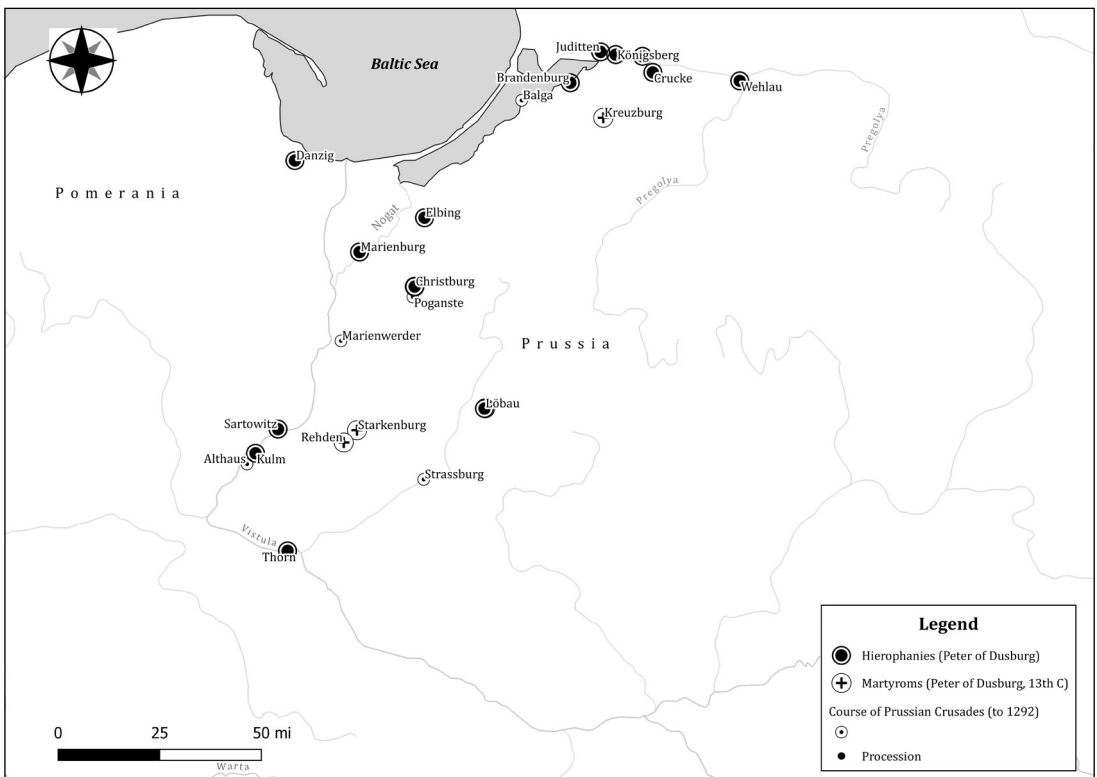 Baltic Sea
Juditten
Königsberg
Brandenburg
Crucke
Wehlau
Balga
Kreuzburg
Pregolya
Danzig
Pomerania
Pregolya
Nogat
Elbing
Marienburg
Christburg
Poganste
Marienwerder
Prussia
Löbau
Sartowitz
Starkenburg
Rehden
Althaus
Kulm
Strassburg
Vistula
Thorn
Legend
Hierophanies (Peter of Dusburg)
Martyroms (Peter of Dusburg, 13th C)
Course of Prussian Crusades (to 1292)
Procession
0 25 50 mi
Warta